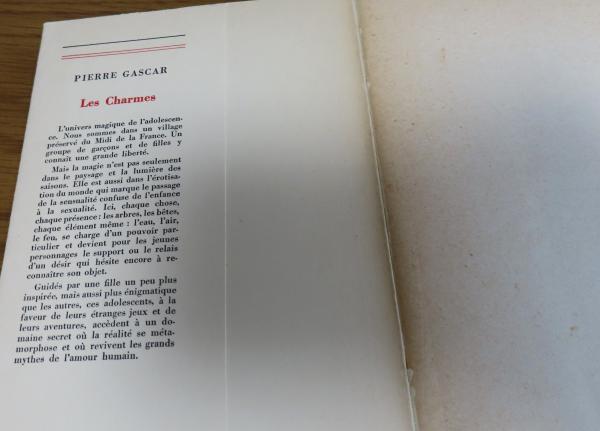 PIERRE GASCAR
Les Charmes
L'univers magique de l'adolescen-
ce. Nous sommes dans un village
préservé du Midi de la France. Un
groupe de garçons et de filles y
connaît une grande liberté.
Mais la magie n'est pas seulement
dans le paysage et la lumière des
saisons. Elle est aussi dans l'érotisa-
tion du monde qui marque le passage
de la sensualité confuse de l'enfance
à la sexualité. Ici, chaque chose,
chaque présence : les arbres, les bêtes,
chaque élément même : l'eau, l'air,
le feu, se charge d'un pouvoir par-
ticulier et devient pour les jeunes
personnages le support ou le relais
d'un désir qui hésite encore à re-
connaître son objet.
Guidés par une fille un peu plus
inspirée, mais aussi plus énigmatique
que les autres, ces adolescents, à la
faveur de leurs étranges jeux et de
leurs aventures, accèdent à un do-
maine secret où la réalité se méta-
morphose et où revivent les grands
mythes de l'amour humain.